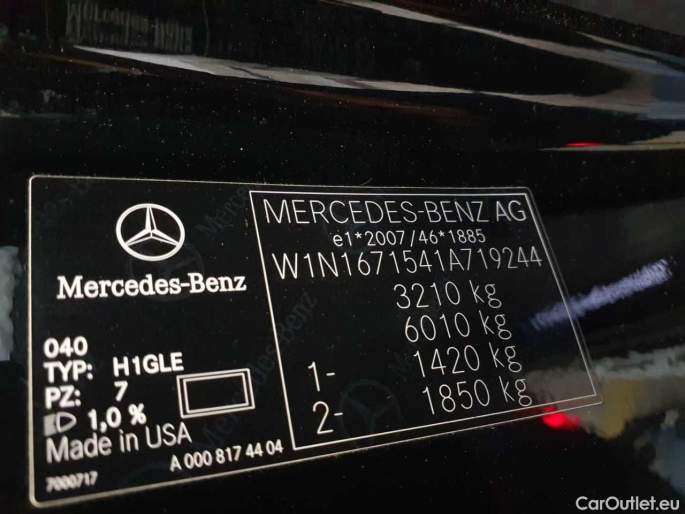 Mercedes-Benz
040
TYP: H1GLE
PZ: 7
1,0 %
Made in USA
7000717
A 000 817 44 04
MERCEDES-BENZ AG
e1*2007/46*1885
W1N1671541A719244
3210 kg
6010 kg
1- 1420 kg
2- 1850 kg
CarOutlet.eu